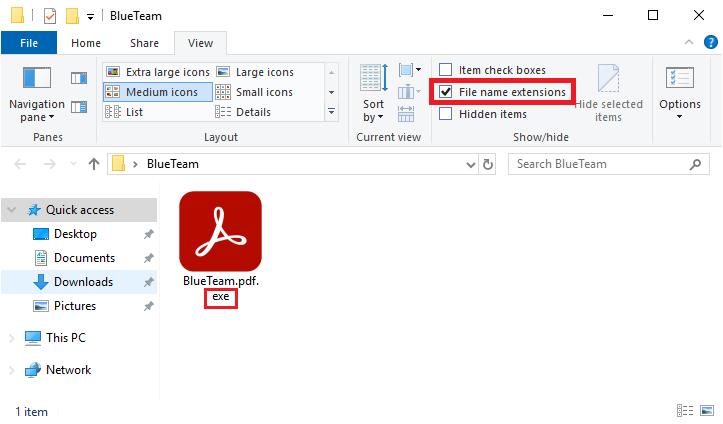 BlueTeam
File Home Share View
Extra large icons Large icons
Medium icons Small icons
List Details
Navigation
pane
Sort
by
Item check boxes
File name extensions
Hidden items
Hide selected
items
Options
Panes Layout Current view Show/hide
BlueTeam
Search BlueTeam
Quick access
Desktop
Documents
Downloads
Pictures
This PC
Network
BlueTeam.pdf.
exe
1 item